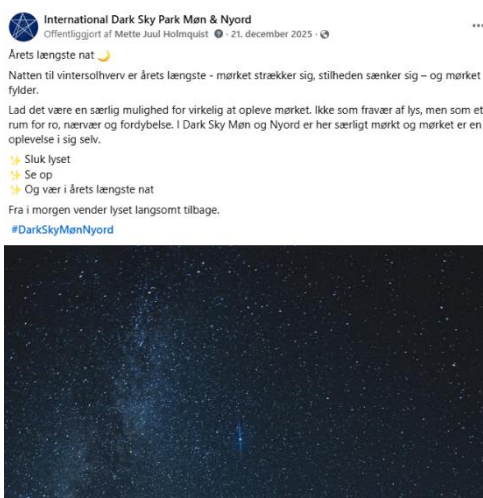 International Dark Sky Park Møn & Nyord
Offentliggjort af Mette Juul Holmquist · 21. december 2025 ·
Årets længste nat 🌙
Natten til vintersolhverv er årets længste - mørket strækker sig, stilheden sænker sig – og mørket
fylder.
Lad det være en særlig mulighed for virkelig at opleve mørket. Ikke som fravær af lys, men som et
rum for ro, nærvær og fordybelse. I Dark Sky Møn og Nyord er her særligt mørkt og mørket er en
oplevelse i sig selv.
✨ Sluk lyset
✨ Se op
✨ Og vær i årets længste nat
Fra i morgen vender lyset langsomt tilbage.
#DarkSkyMønNyord